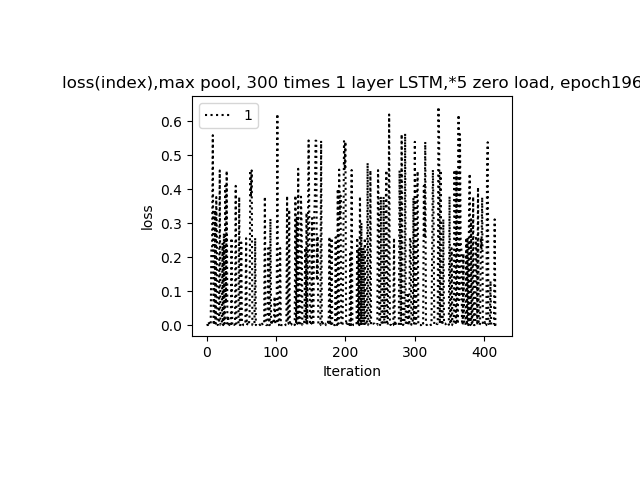 loss(index),max pool, 300 times 1 layer LSTM,*5 zero load, epoch196
1
0.6
0.5
0.4
0.3
0.2
0.1
0.0
loss
0 100 200 300 400
Iteration